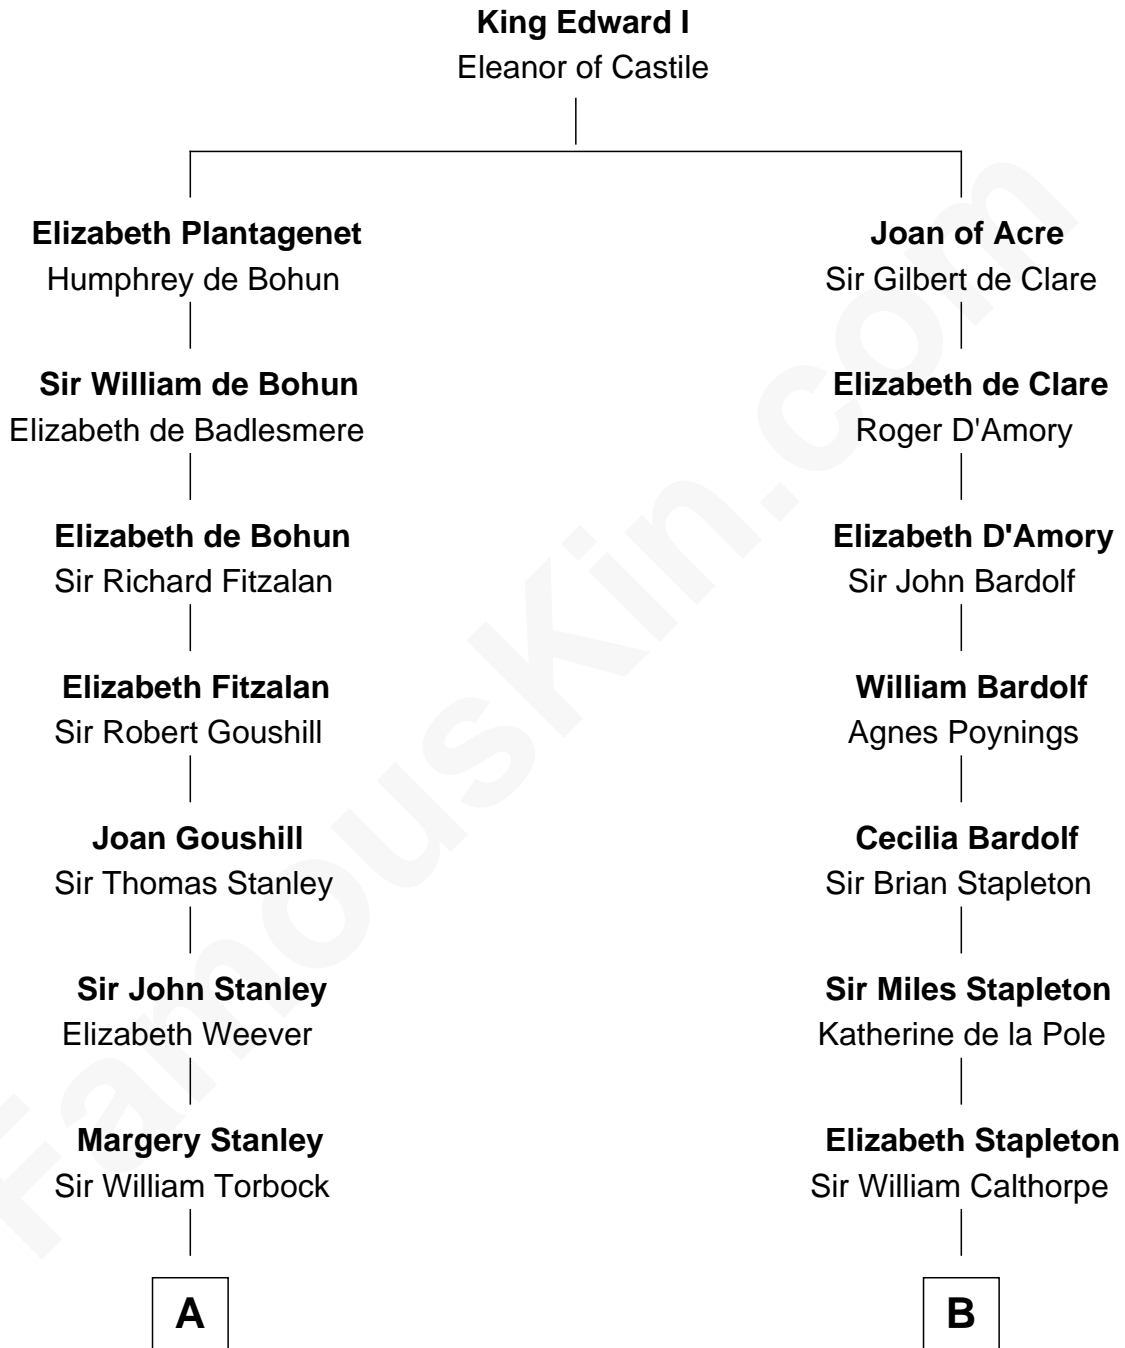 King Edward I
Eleanor of Castile
Elizabeth Plantagenet
Humphrey de Bohun
Sir William de Bohun
Elizabeth de Badlesmere
Elizabeth de Bohun
Sir Richard Fitzalan
Elizabeth Fitzalan
Sir Robert Goushill
Joan Goushill
Sir Thomas Stanley
Sir John Stanley
Elizabeth Weever
Margery Stanley
Sir William Torbock
A
Joan of Acre
Sir Gilbert de Clare
Elizabeth de Clare
Roger D'Amory
Elizabeth D'Amory
Sir John Bardolf
William Bardolf
Agnes Poynings
Cecilia Bardolf
Sir Brian Stapleton
Sir Miles Stapleton
Katherine de la Pole
Elizabeth Stapleton
Sir William Calthorpe
B
FamousKin.com